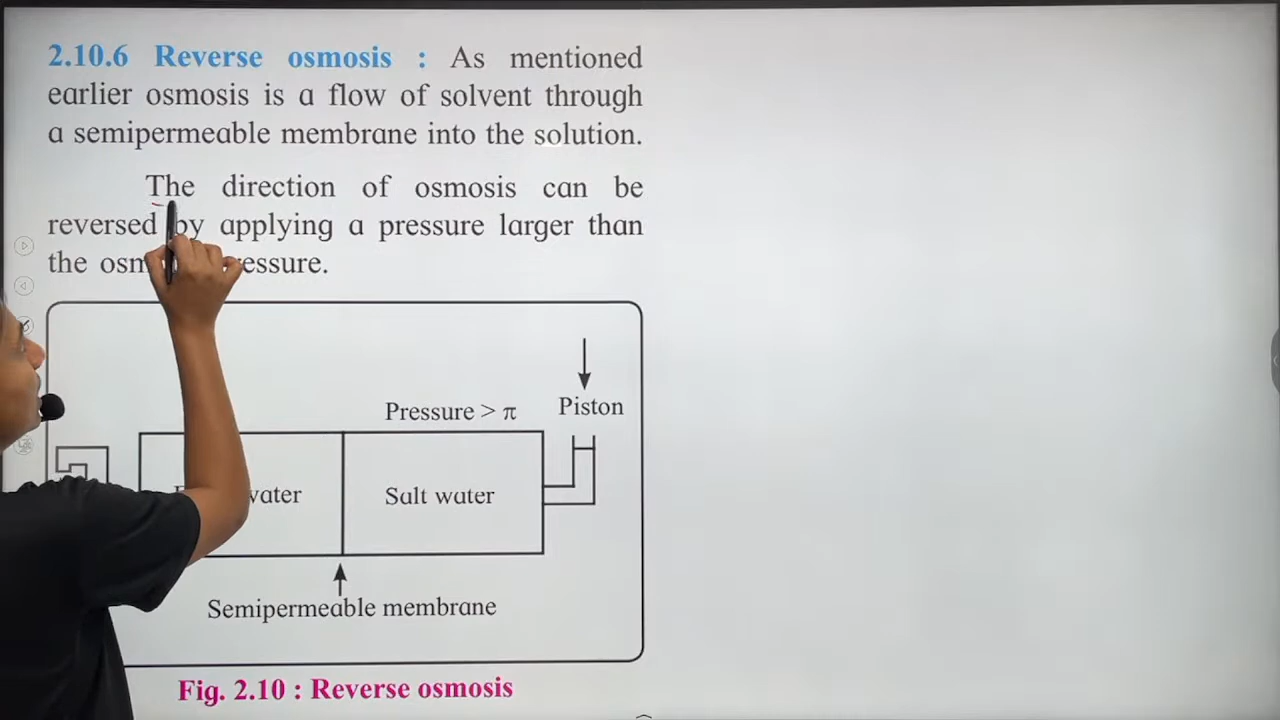 2.10.6 Reverse osmosis : As mentioned
earlier osmosis is a flow of solvent through
a semipermeable membrane into the solution.
The direction of osmosis can be
reversed by applying a pressure larger than
the
Pressure > π
Piston
Salt water
Semipermeable membrane
Fig. 2.10 : Reverse osmosis